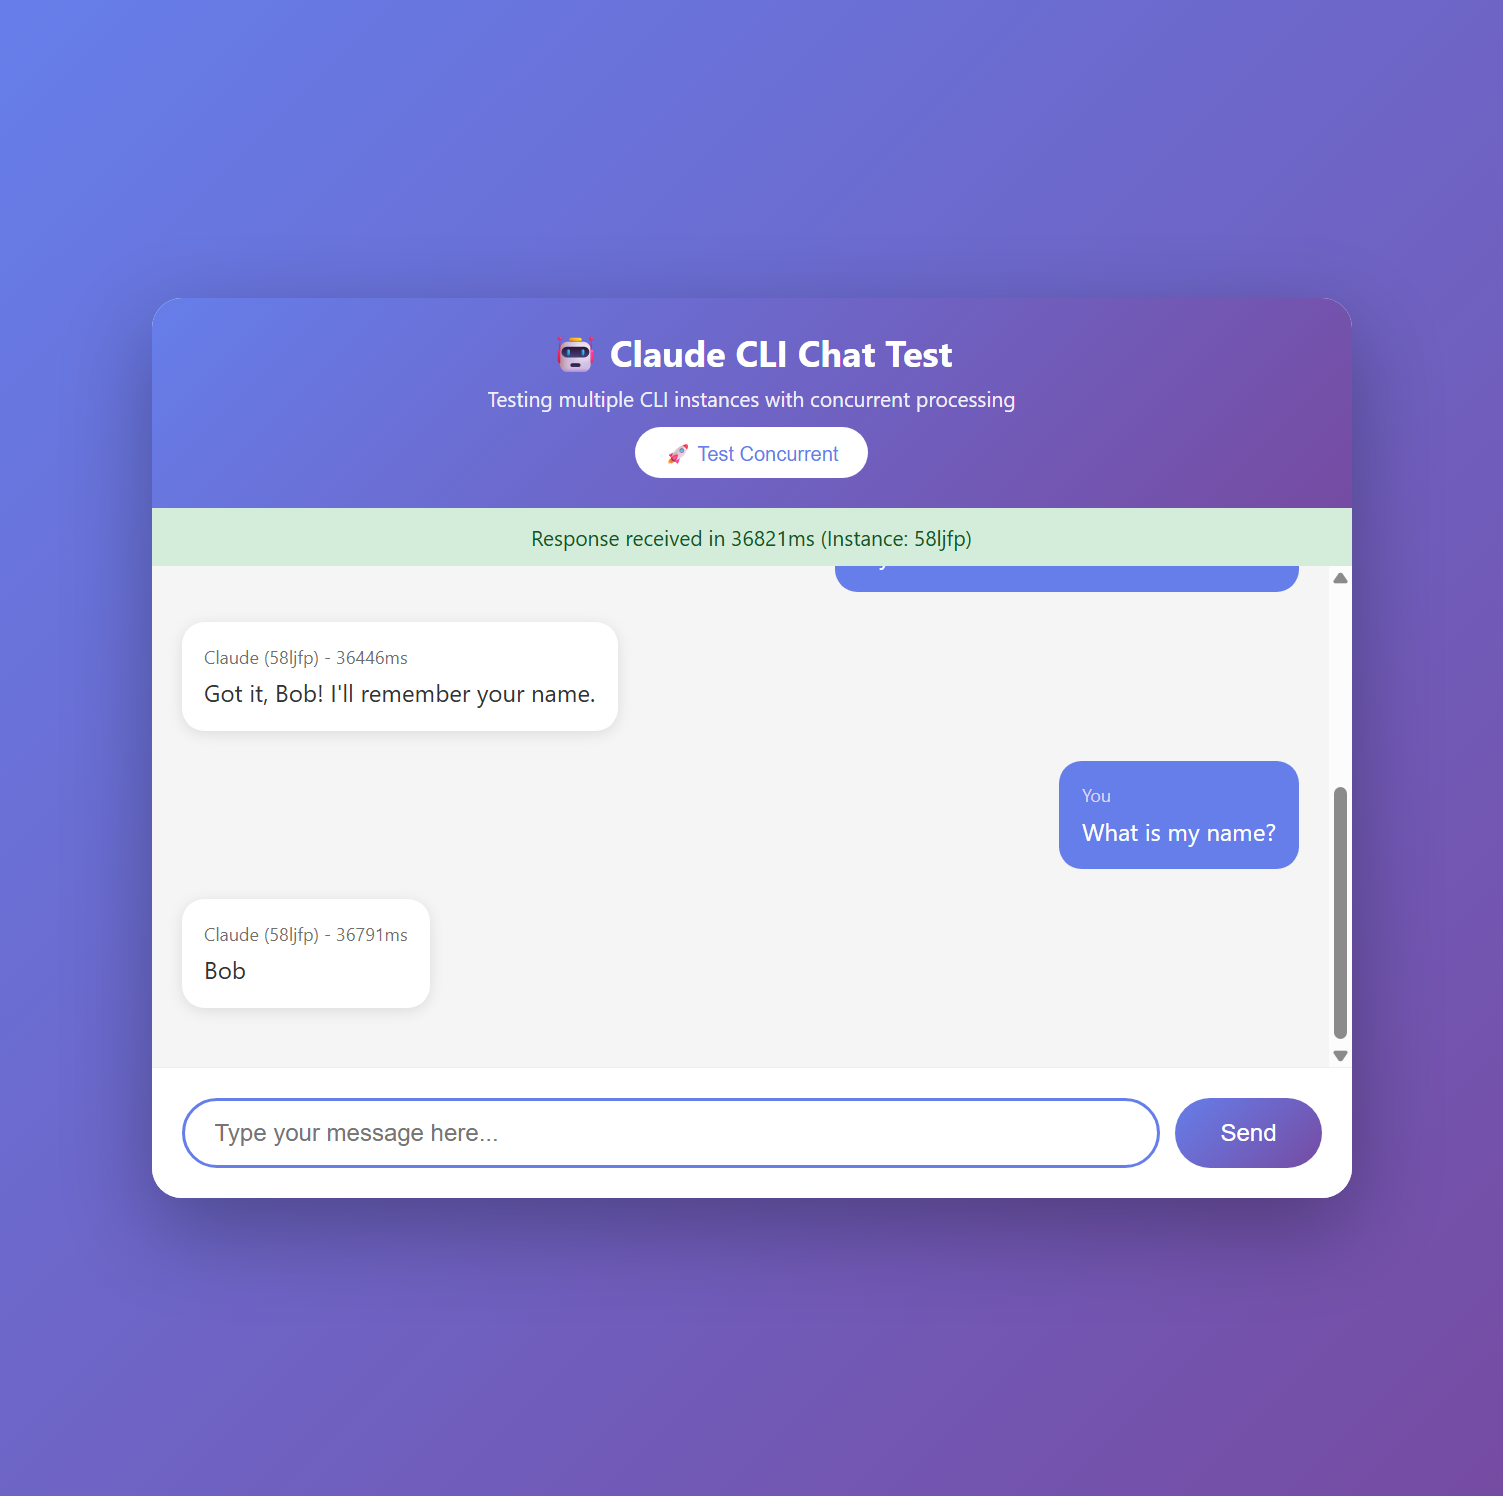 Claude CLI Chat Test
Testing multiple CLI instances with concurrent processing
Test Concurrent
Response received in 36821ms (Instance: 58ljfp)
Claude (58ljfp) - 36446ms
Got it, Bob! I'll remember your name.
You
What is my name?
Claude (58ljfp) - 36791ms
Bob
Type your message here...
Send